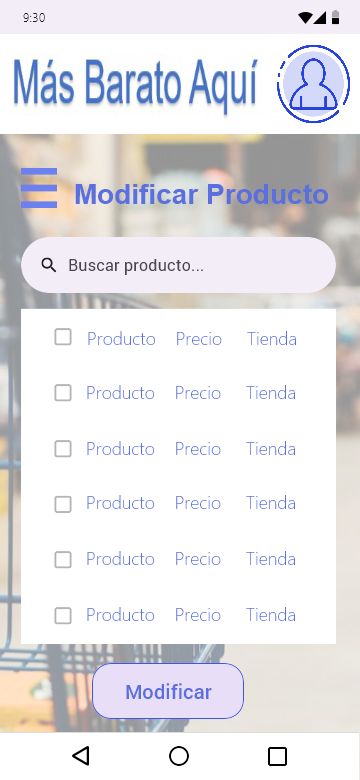 9:30
Más Barato Aquí
Modificar Producto
Buscar producto...
Producto Precio Tienda
Producto Precio Tienda
Producto Precio Tienda
Producto Precio Tienda
Producto Precio Tienda
Producto Precio Tienda
Modificar